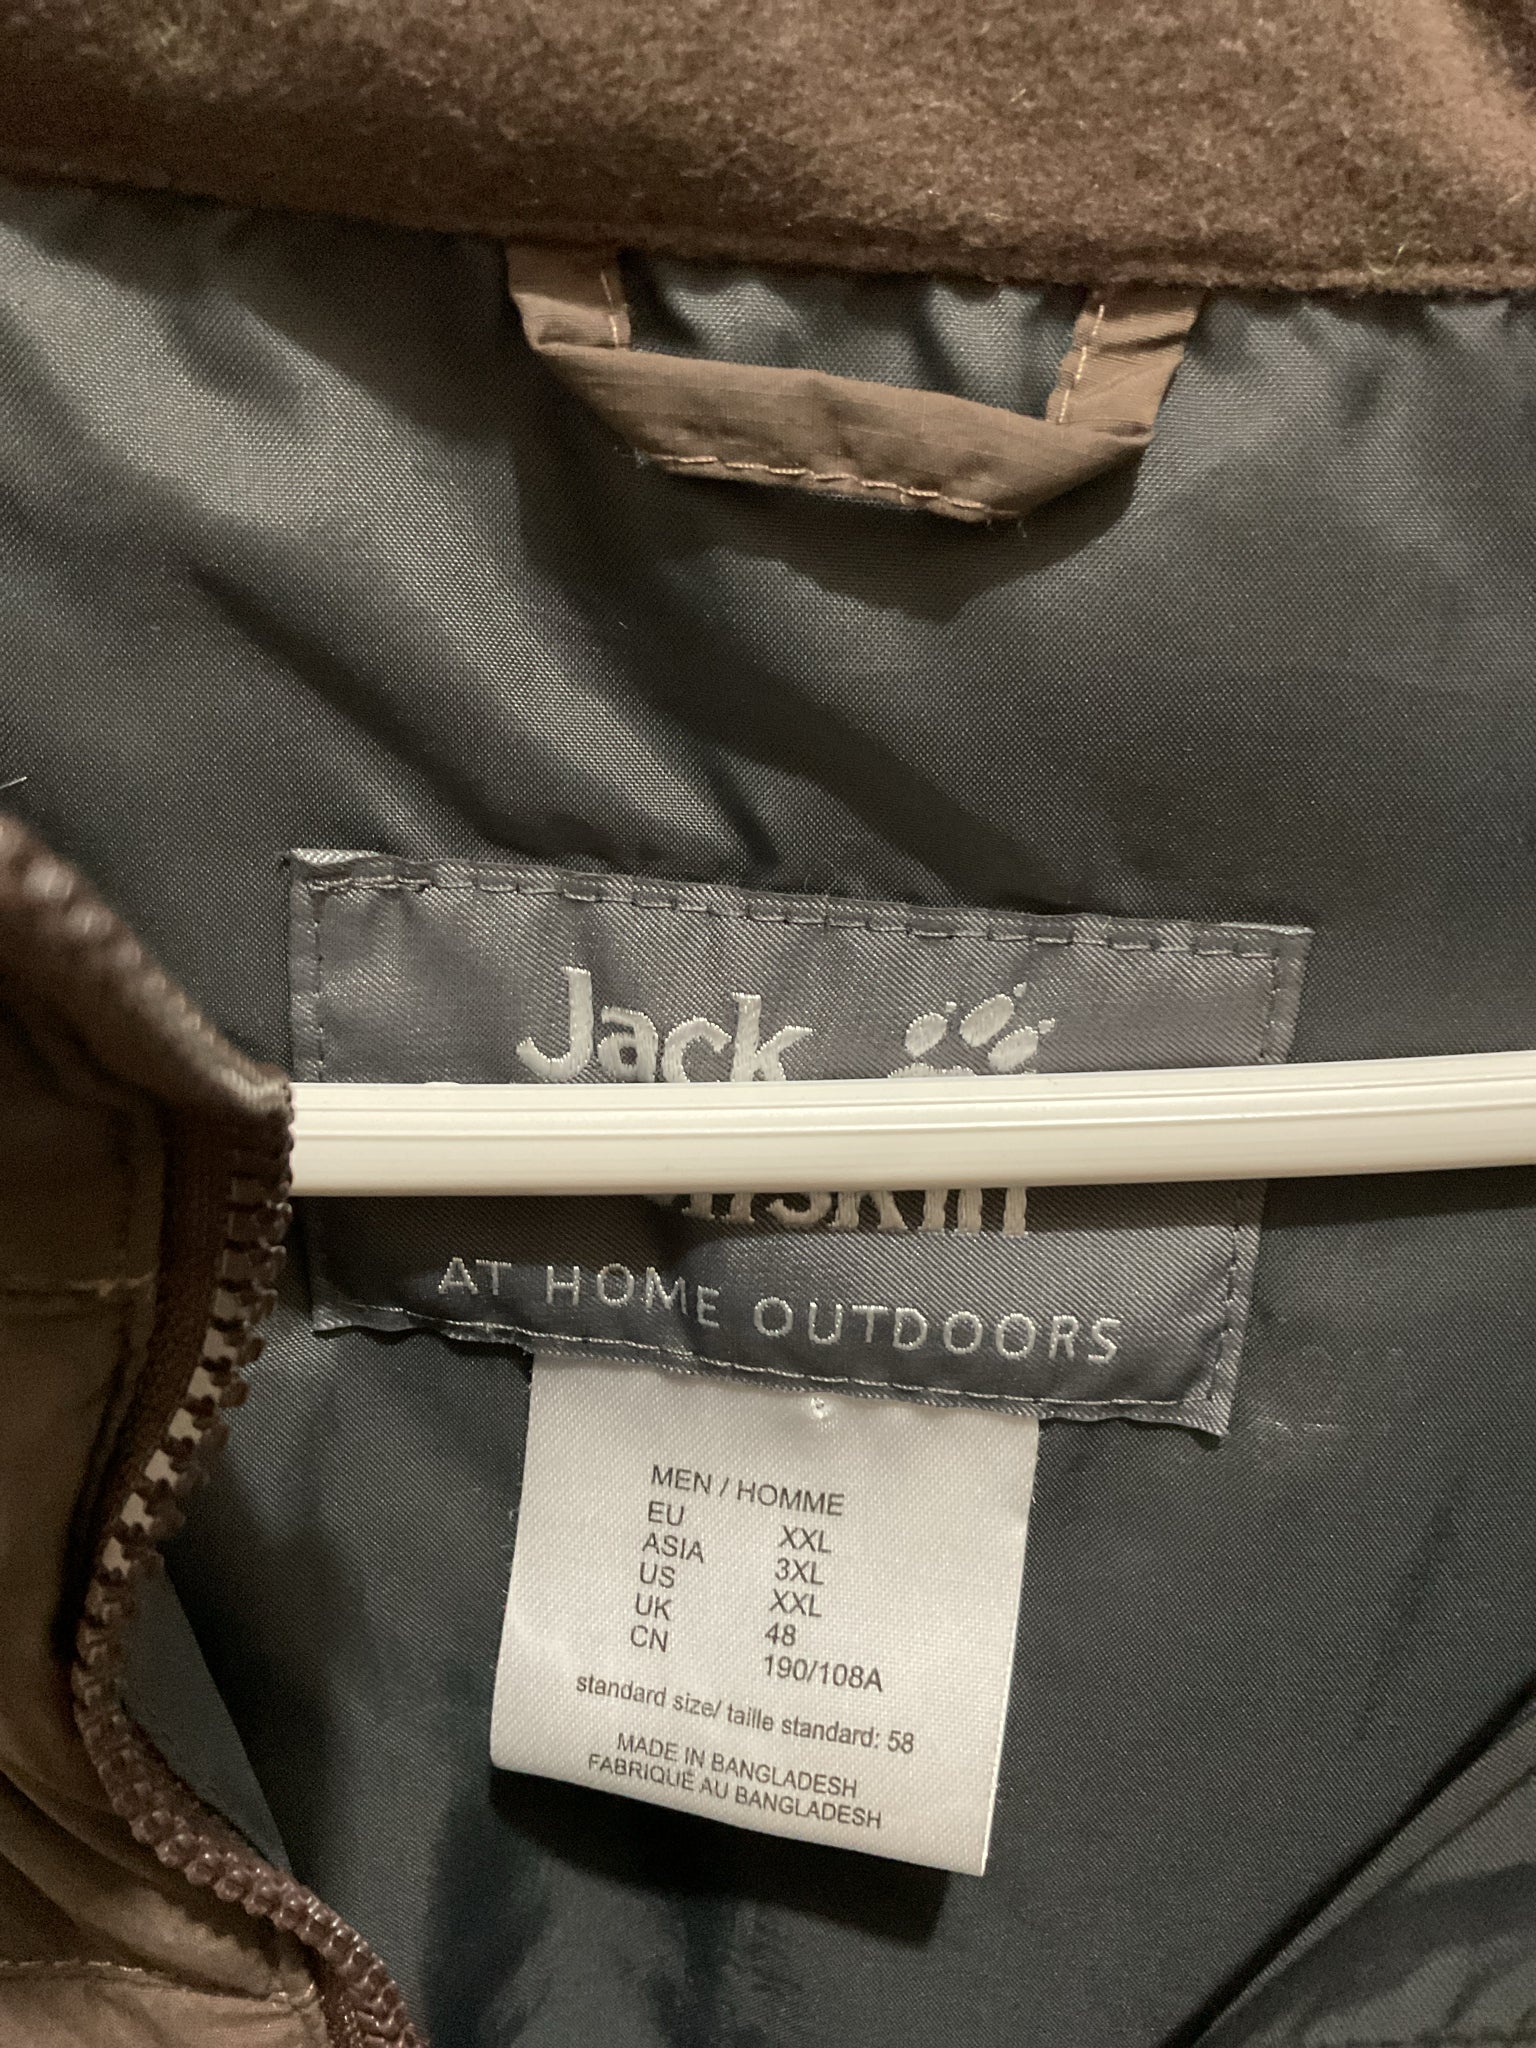 Jack
AT HOME OUTDOORS
MEN / HOMME
EU XXL
ASIA 3XL
US XXL
UK 48
CN 190/108A
standard size/ taille standard: 58
MADE IN BANGLADESH
FABRIQUÉ AU BANGLADESH